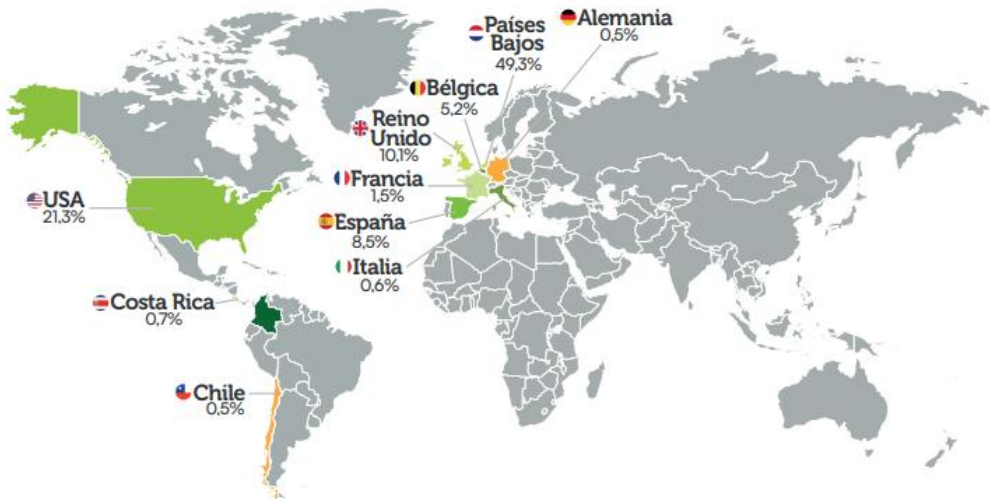 Países
Bajos
49,3%
Alemania
0,5%
Bélgica
5,2%
Reino
Unido
10,1%
Francia
1,5%
USA
21,3%
España
8,5%
Italia
0,6%
Costa Rica
0,7%
Chile
0,5%